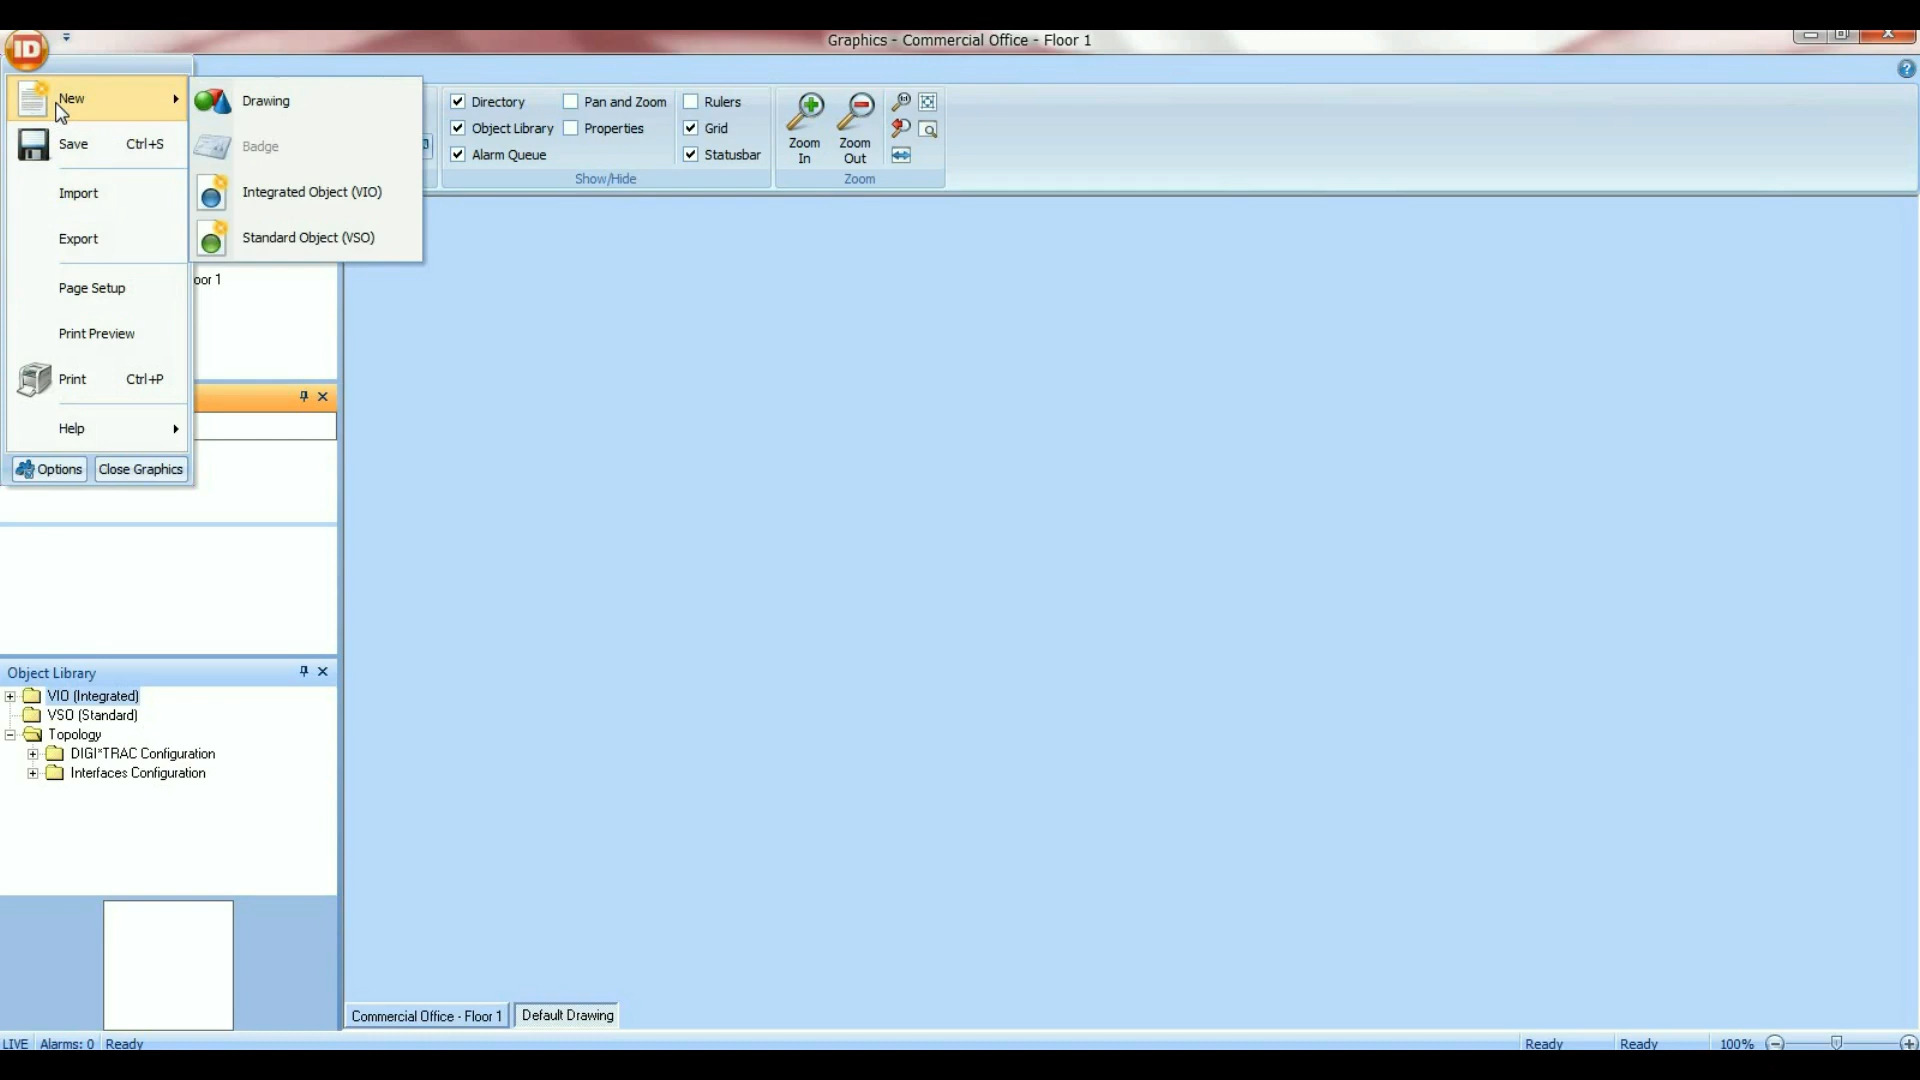 ID
Graphics - Commercial Office - Floor 1
New
Save Ctrl+S
Import
Export
Page Setup
Print Preview
Print Ctrl+P
Help
Options Close Graphics
Drawing
Badge
Integrated Object (VIO)
Standard Object (VSO)
Directory Pan and Zoom Rulers
Object Library Properties Grid
Alarm Queue Statusbar
Show/Hide
Zoom In
Zoom Out
Zoom
oor 1
Object Library
VIO (Integrated)
VSO (Standard)
Topology
DIGI*TRAC Configuration
Interfaces Configuration
Commercial Office - Floor 1 Default Drawing
LIVE Alarms: 0 Ready Ready Ready 100%